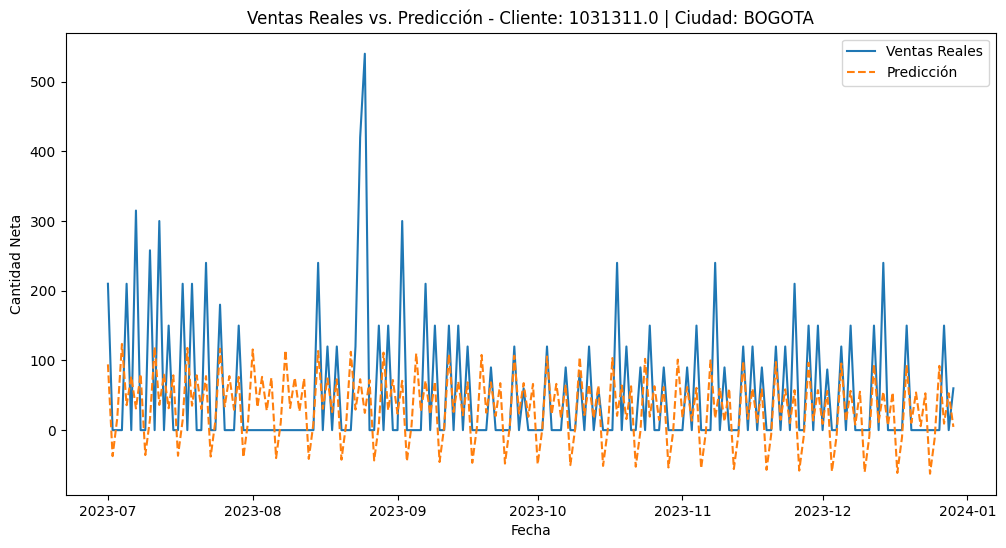 Ventas Reales vs. Predicción - Cliente: 1031311.0 | Ciudad: BOGOTA
Ventas Reales
Predicción
Cantidad Neta
500
400
300
200
100
0
2023-07
2023-08
2023-09
2023-10
2023-11
2023-12
2024-01
Fecha